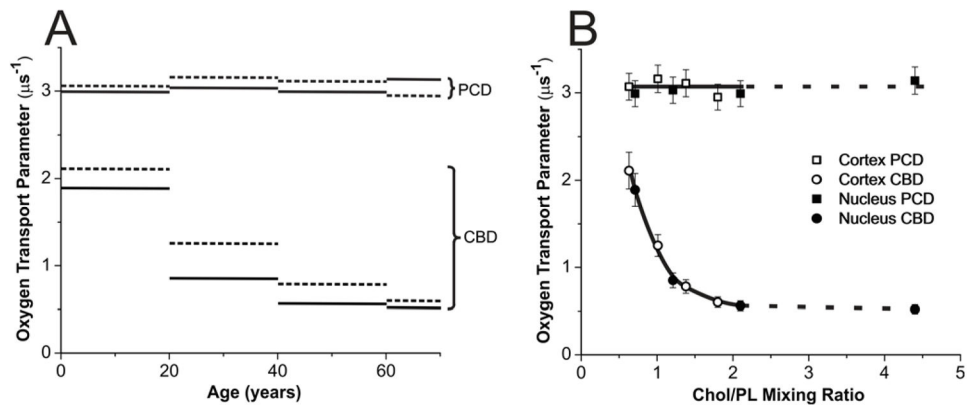 A
Oxygen Transport Parameter (µs⁻¹)
3
2
1
0
PCD
CBD
0 20 40 60
Age (years)
B
Oxygen Transport Parameter (µs⁻¹)
3
2
1
0
Cortex PCD
Cortex CBD
Nucleus PCD
Nucleus CBD
0 1 2 3 4 5
Chol/PL Mixing Ratio